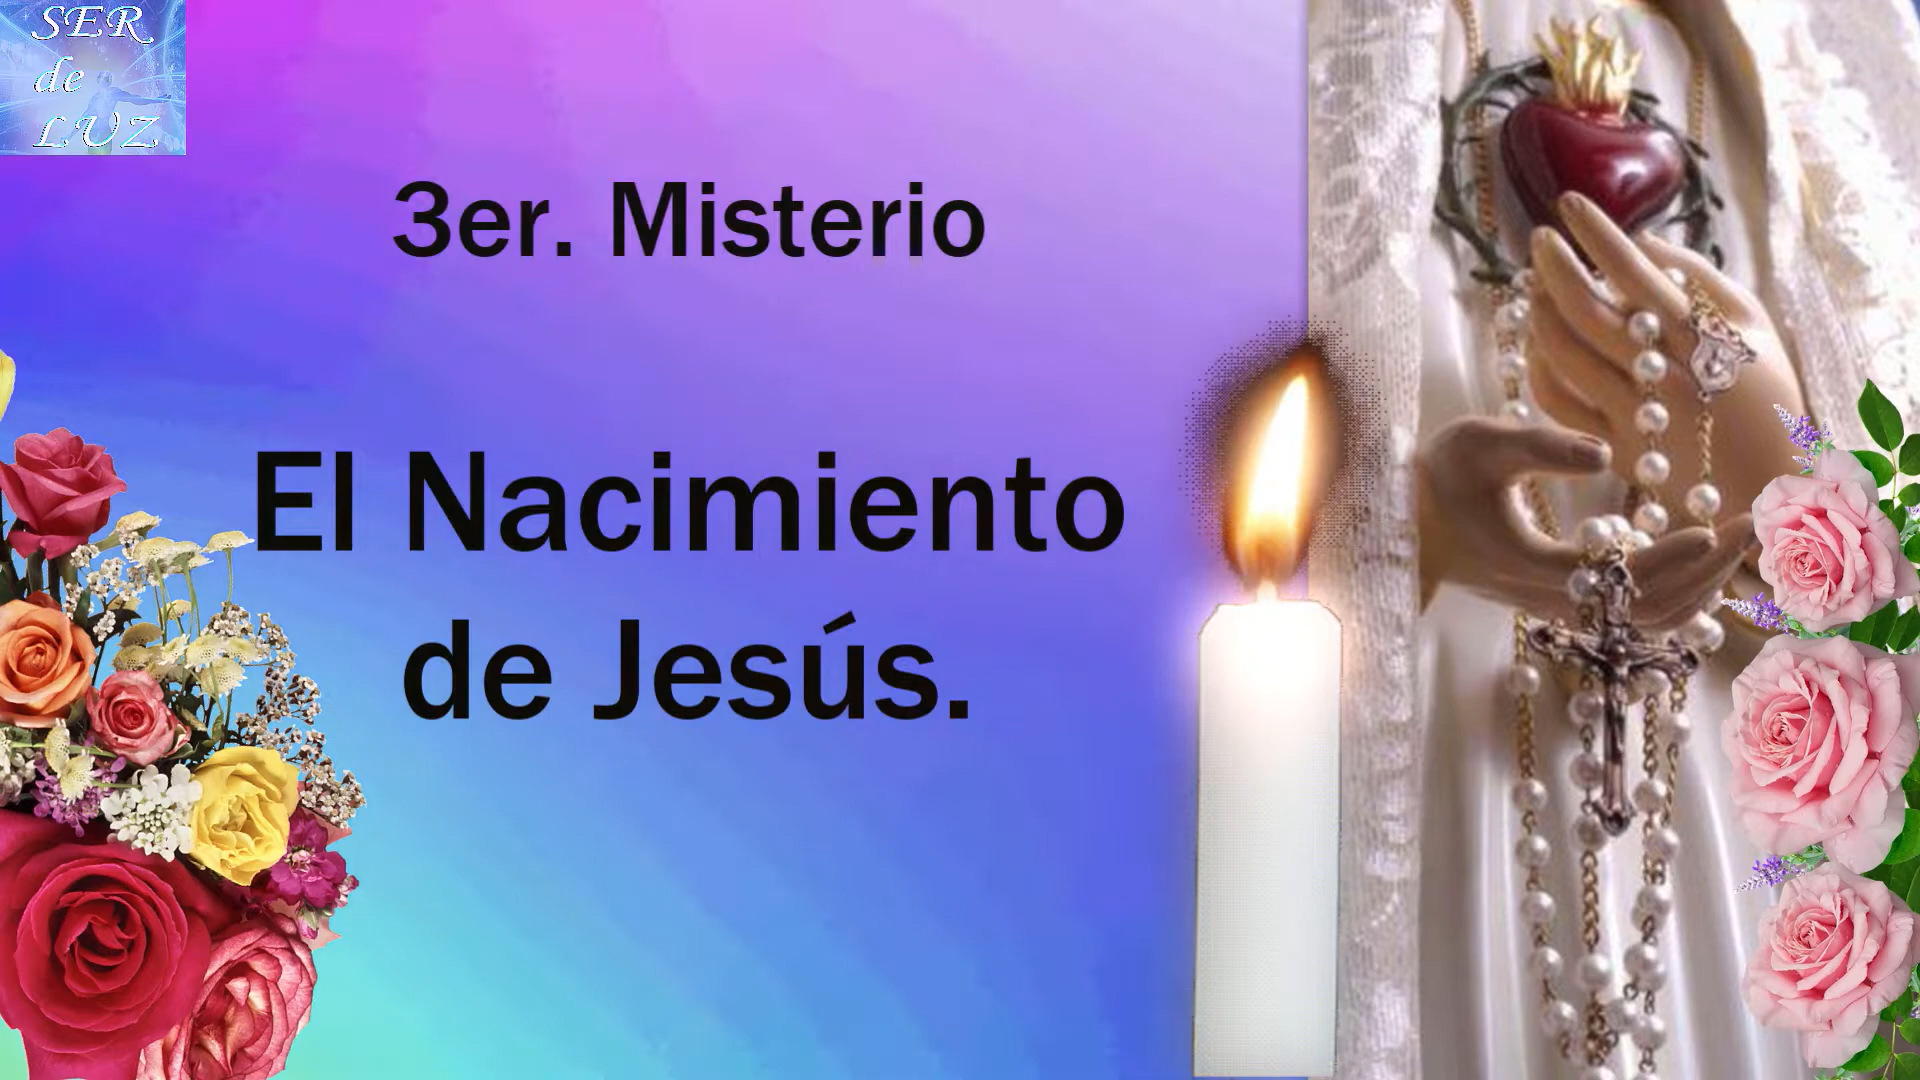 SER
de
LUZ
3er. Misterio
El Nacimiento
de Jesús.